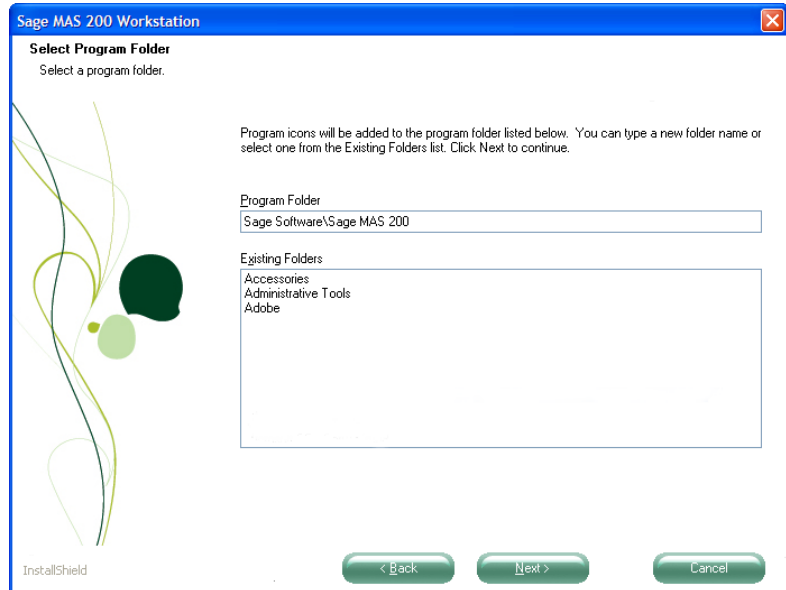 Sage MAS 200 Workstation
Select Program Folder
Select a program folder.
Program icons will be added to the program folder listed below. You can type a new folder name or
select one from the Existing Folders list. Click Next to continue.
Program Folder
Sage Software\Sage MAS 200
Existing Folders
Accessories
Administrative Tools
Adobe
InstallShield
< Back
Next >
Cancel